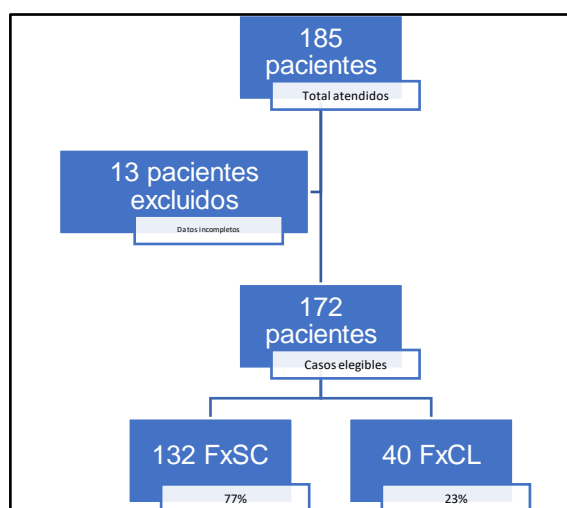 185
pacientes
Total atendidos
13 pacientes
excluidos
Datos incompletos
172
pacientes
Casos elegibles
132 FxSC
77%
40 FxCL
23%